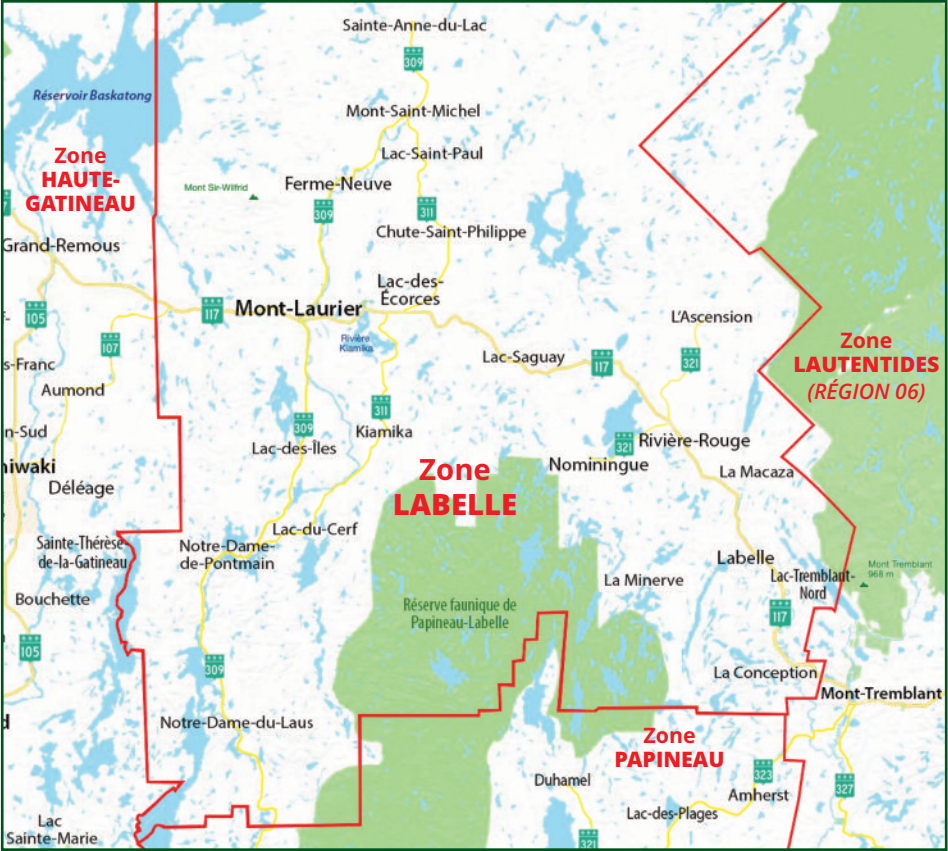 Sainte-Anne-du-Lac
309
Réservoir Baskatong
Mont-Saint-Michel
Zone
HAUTE-
GATINEAU
Lac-Saint-Paul
Mont Sir-Wilfrid
Ferme-Neuve
7
309
311
Chute-Saint-Philippe
Grand-Remous
Lac-des-
Écorces
117
Mont-Laurier
105
107
Rivière
Kiamika
L'Ascension
Lac-Saguay
117
321
Zone
LAUTENTIDES
(RÉGION 06)
s-Franc
Aumond
311
309
Kiamika
n-Sud
Lac-des-Îles
321
Rivière-Rouge
Nominingue
La Macaza
niwaki
Déléage
Zone
LABELLE
Lac-du-Cerf
Sainte-Thérèse-
de-la-Gatineau
Notre-Dame-
de-Pontmain
Labelle
La Minerve
Lac-Tremblant-
Nord
Mont Tremblant
968 m
Bouchette
Réserve faunique de
Papineau-Labelle
117
105
309
La Conception
Mont-Tremblant
d
Notre-Dame-du-Laus
Zone
PAPINEAU
Duhamel
323
327
Amherst
Lac-des-Plages
Lac
Sainte-Marie
321